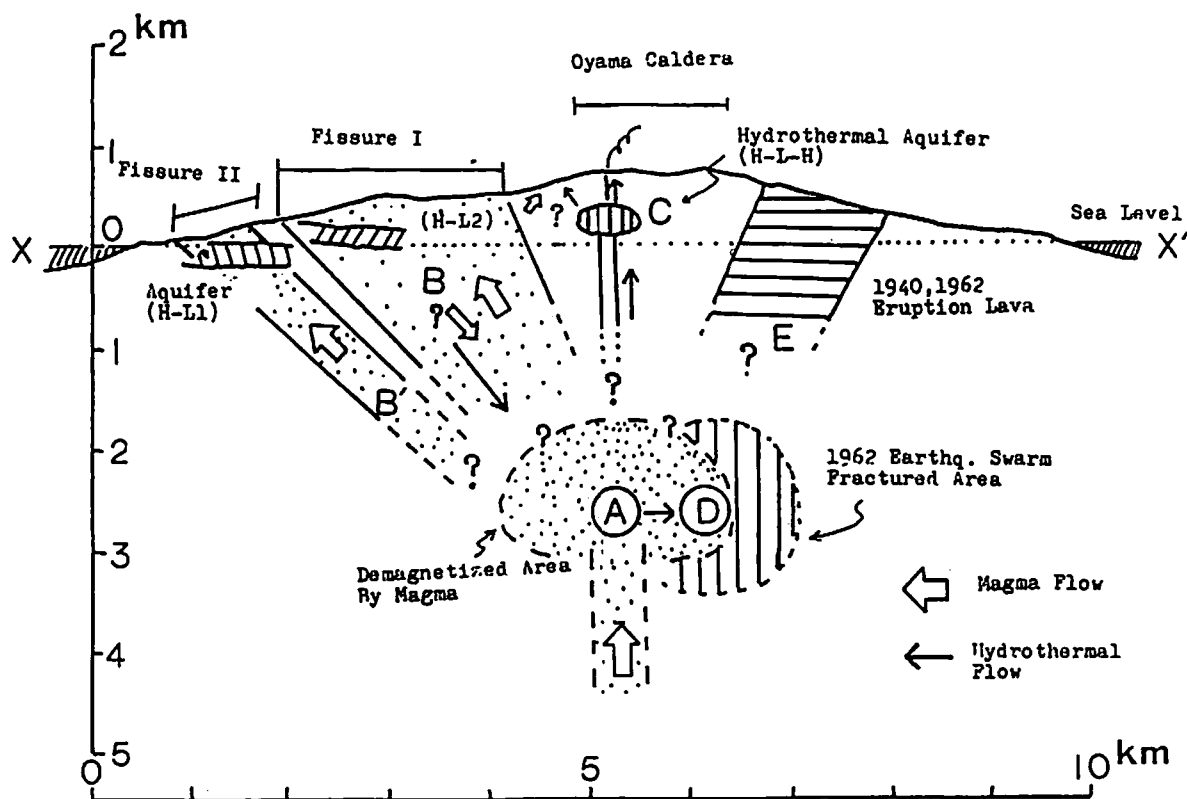 2 km
Oyama Caldera
1
Fissure I
Hydrothermal Aquifer
(H-L-H)
Fissure II
(H-L2)
?
C
Sea Level
0
X
X'
Aquifer
(H-L1)
B
?
1940,1962
Eruption Lava
E
?
-1
B'
?
?
?
?
-2
1962 Earthq. Swarm
Fractured Area
A
D
-3
Demagnetized Area
By Magma
Magma Flow
-4
Hydrothermal
Flow
-5
0
5
10 km